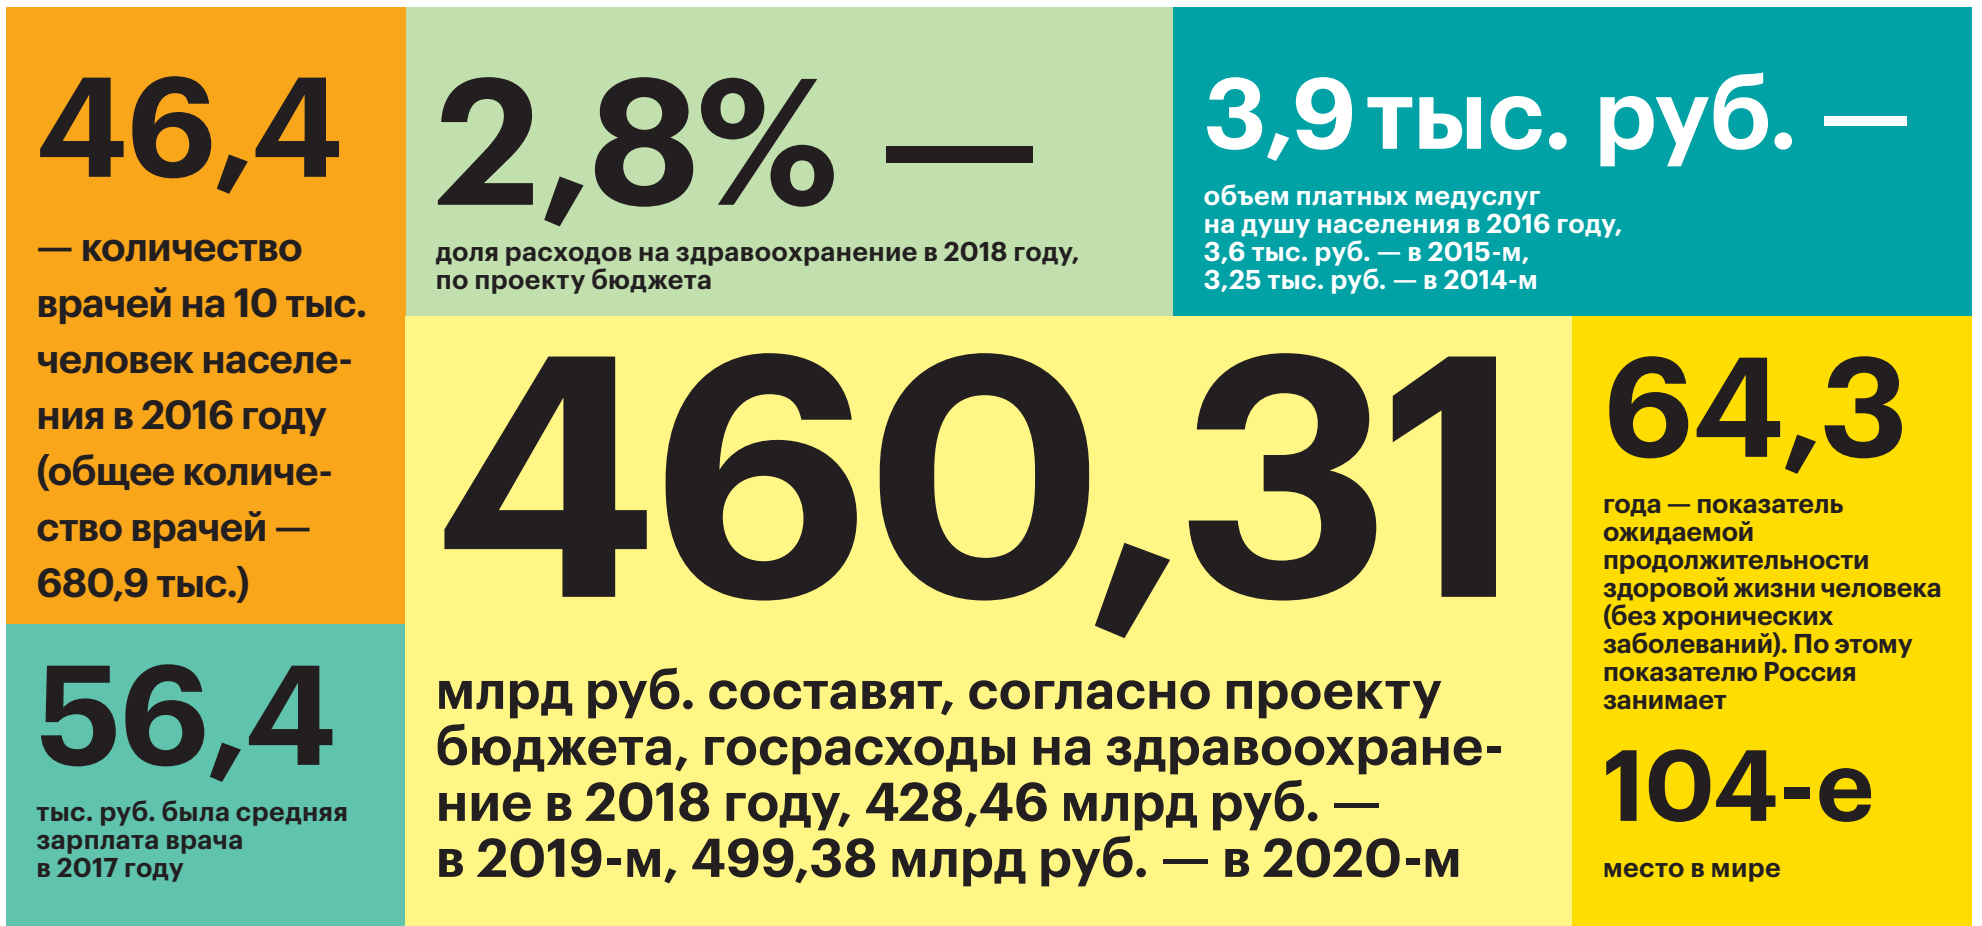 46,4
— количество
врачей на 10 тыс.
человек населе-
ния в 2016 году
(общее количе-
ство врачей —
680,9 тыс.)
2,8% —
доля расходов на здравоохранение в 2018 году,
по проекту бюджета
3,9 тыс. руб. —
объем платных медуслуг
на душу населения в 2016 году,
3,6 тыс. руб. — в 2015-м,
3,25 тыс. руб. — в 2014-м
56,4
тыс. руб. была средняя
зарплата врача
в 2017 году
460,31
млрд руб. составят, согласно проекту
бюджета, госрасходы на здравоохране-
ние в 2018 году, 428,46 млрд руб. —
в 2019-м, 499,38 млрд руб. — в 2020-м
64,3
года — показатель
ожидаемой
продолжительности
здоровой жизни человека
(без хронических
заболеваний). По этому
показателю Россия
занимает
104-е
место в мире